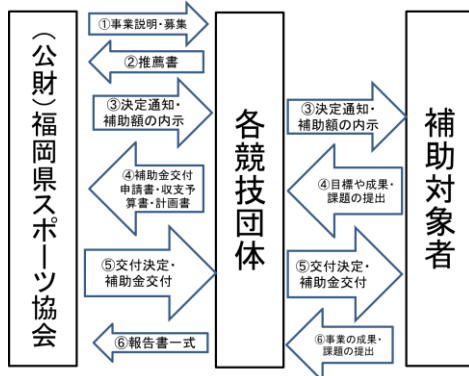 (公財)福岡県スポーツ協会
①事業説明・募集
②推薦書
③決定通知・
補助額の内示
④補助金交付
申請書・収支予
算書・計画書
⑤交付決定・
補助金交付
⑥報告書一式
各競技団体
③決定通知・
補助額の内示
④目標や成果・
課題の提出
⑤交付決定・
補助金交付
⑥事業の成果・
課題の提出
補助対象者